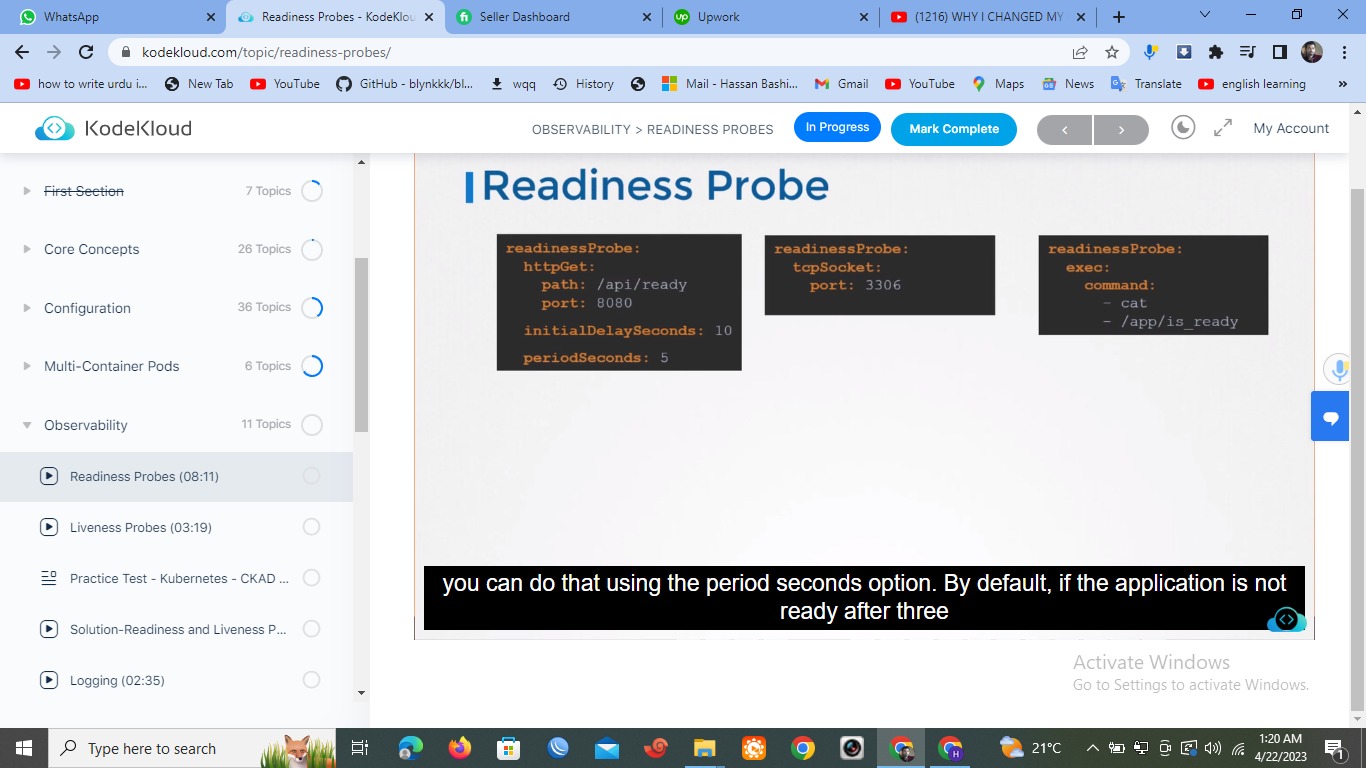 WhatsApp
Readiness Probes - KodeKlou
Seller Dashboard
Upwork
(1216) WHY I CHANGED MY
kodekloud.com/topic/readiness-probes/
how to write urdu i...
New Tab
YouTube
GitHub - blynkkk/bl...
wqq
History
Mail - Hassan Bashi...
Gmail
YouTube
Maps
News
Translate
english learning
»
KodeKloud
OBSERVABILITY > READINESS PROBES
In Progress
Mark Complete
My Account
First Section
7 Topics
Core Concepts
26 Topics
Configuration
36 Topics
Multi-Container Pods
6 Topics
Observability
11 Topics
Readiness Probes (08:11)
Liveness Probes (03:19)
Practice Test - Kubernetes - CKAD ...
Solution-Readiness and Liveness P...
Logging (02:35)
Readiness Probe
readinessProbe:
httpGet:
path: /api/ready
port: 8080
initialDelaySeconds: 10
periodSeconds: 5
readinessProbe:
tcpSocket:
port: 3306
readinessProbe:
exec:
command:
- cat
- /app/is_ready
you can do that using the period seconds option. By default, if the application is not
ready after three
Activate Windows
Go to Settings to activate Windows.
Type here to search
21°C
1:20 AM
4/22/2023
1